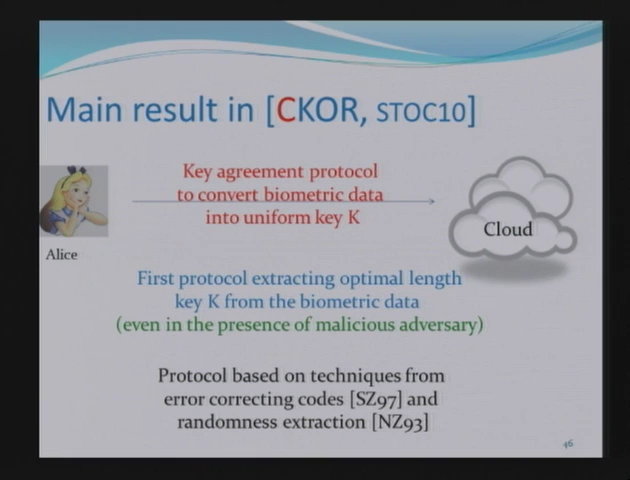 Main result in [CKOR, STOC10]
Key agreement protocol
to convert biometric data
into uniform key K
Alice
Cloud
First protocol extracting optimal length
key K from the biometric data
(even in the presence of malicious adversary)
Protocol based on techniques from
error correcting codes [SZ97] and
randomness extraction [NZ93]
46